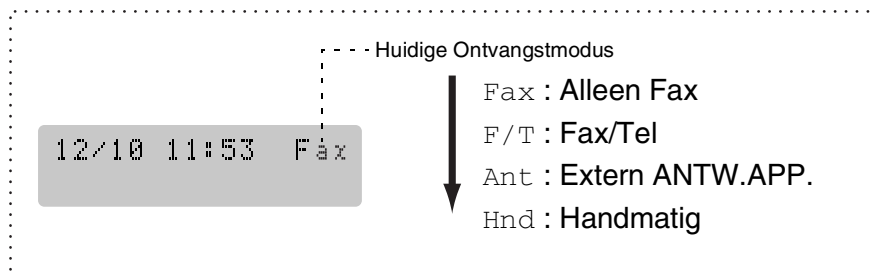 Huidige Ontvangstmodus
12/10 11:53 Fax
Fax : Alleen Fax
F/T : Fax/Tel
Ant : Extern ANTW.APP.
Hnd : Handmatig